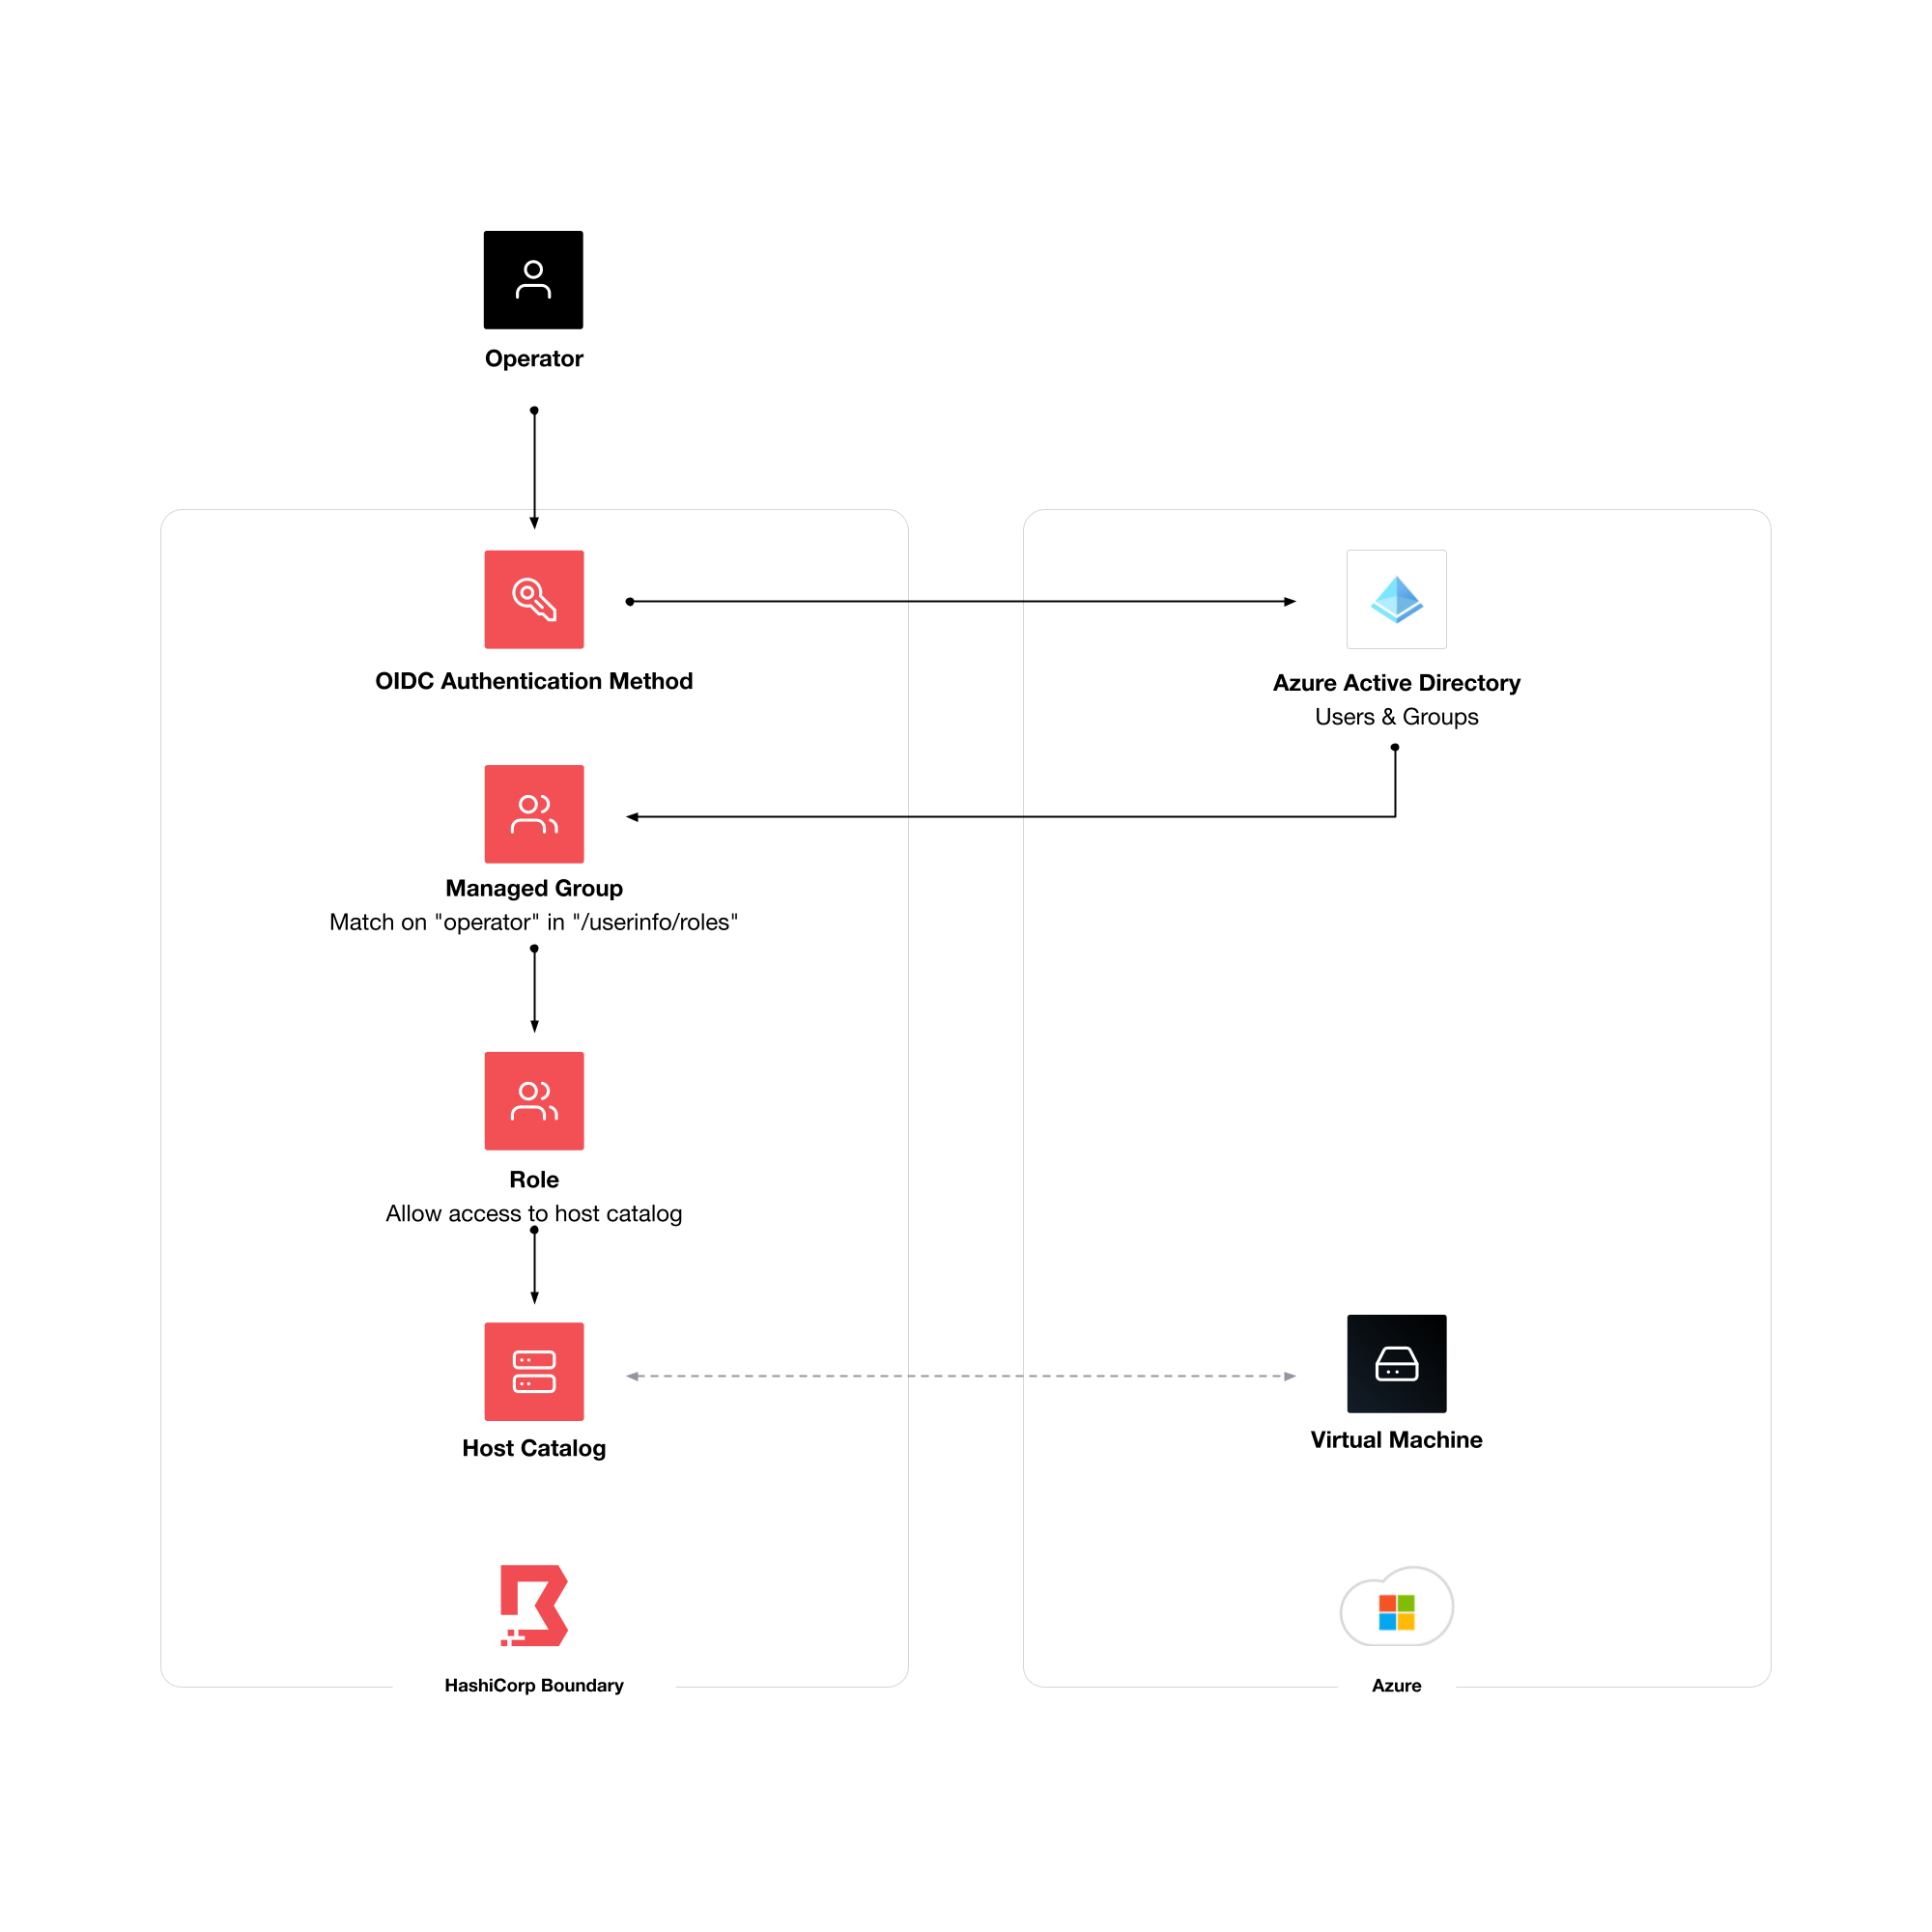 Operator
OIDC Authentication Method
Azure Active Directory
Users & Groups
Managed Group
Match on "operator" in "/userinfo/roles"
Role
Allow access to host catalog
Host Catalog
Virtual Machine
HashiCorp Boundary
Azure